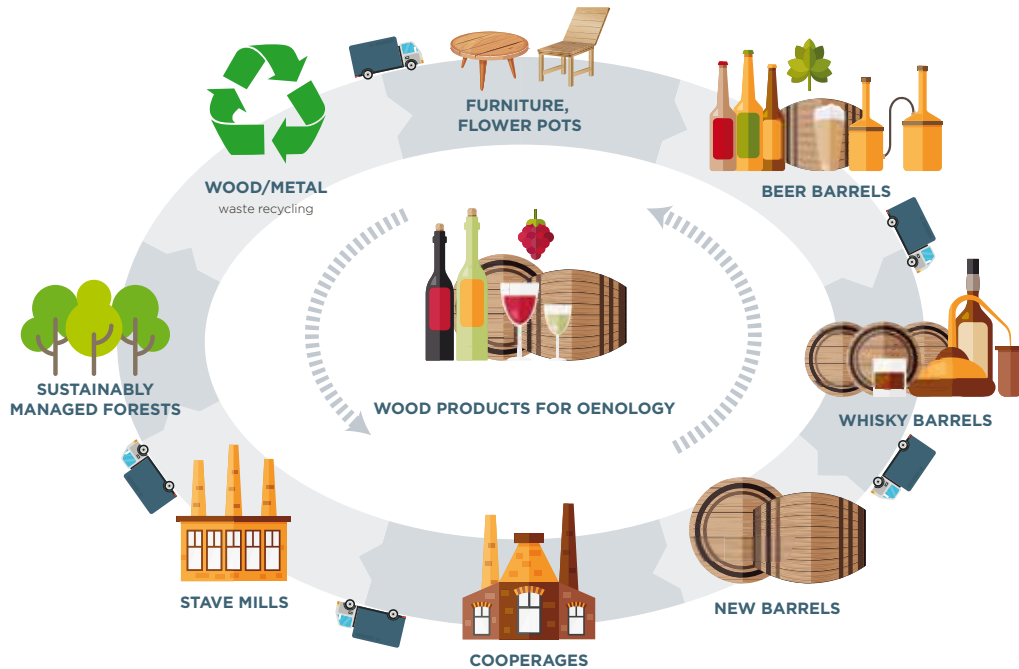 FURNITURE,
FLOWER POTS
BEER BARRELS
WOOD/METAL
waste recycling
SUSTAINABLY
MANAGED FORESTS
WOOD PRODUCTS FOR OENOLOGY
WHISKY BARRELS
STAVE MILLS
NEW BARRELS
COOPERAGES